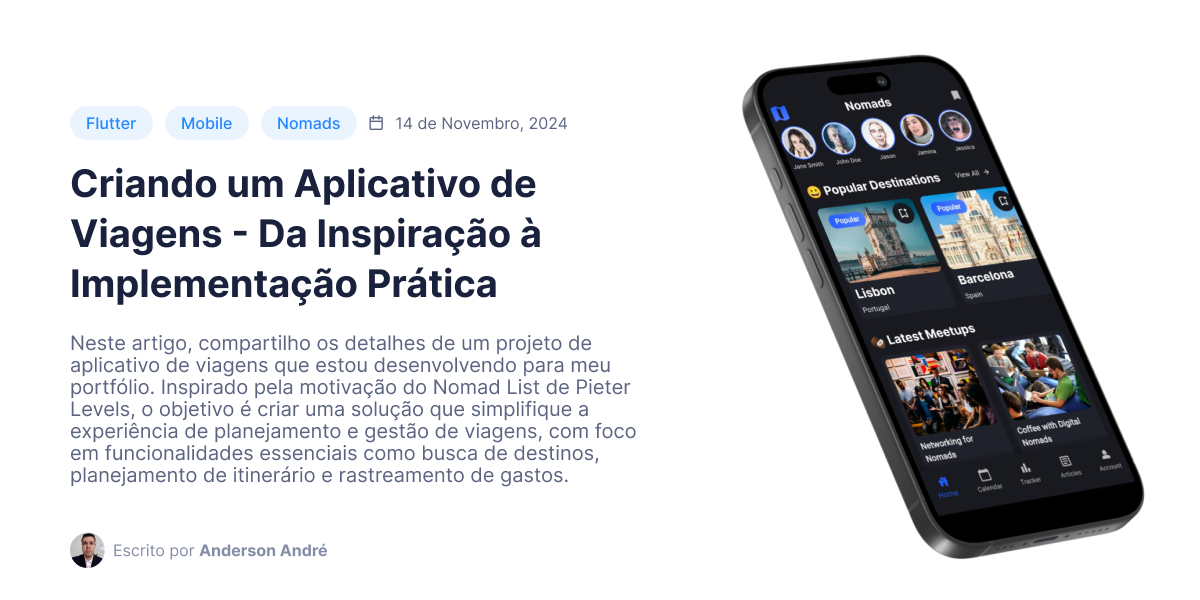 Flutter
Mobile
Nomads
14 de Novembro, 2024
Criando um Aplicativo de
Viagens - Da Inspiração à
Implementação Prática
Neste artigo, compartilho os detalhes de um projeto de
aplicativo de viagens que estou desenvolvendo para meu
portfólio. Inspirado pela motivação do Nomad List de Pieter
Levels, o objetivo é criar uma solução que simplifique a
experiência de planejamento e gestão de viagens, com foco
em funcionalidades essenciais como busca de destinos,
planejamento de itinerário e rastreamento de gastos.
Escrito por Anderson André
Nomads
Jane Smith
John Doe
Jason
Jamina
Jessica
Popular Destinations
View All
Popular
Popular
Lisbon
Portugal
Barcelona
Spain
Latest Meetups
Networking for
Nomads
Coffee with Digital
Nomads
Home
Calendar
Tracker
Articles
Account